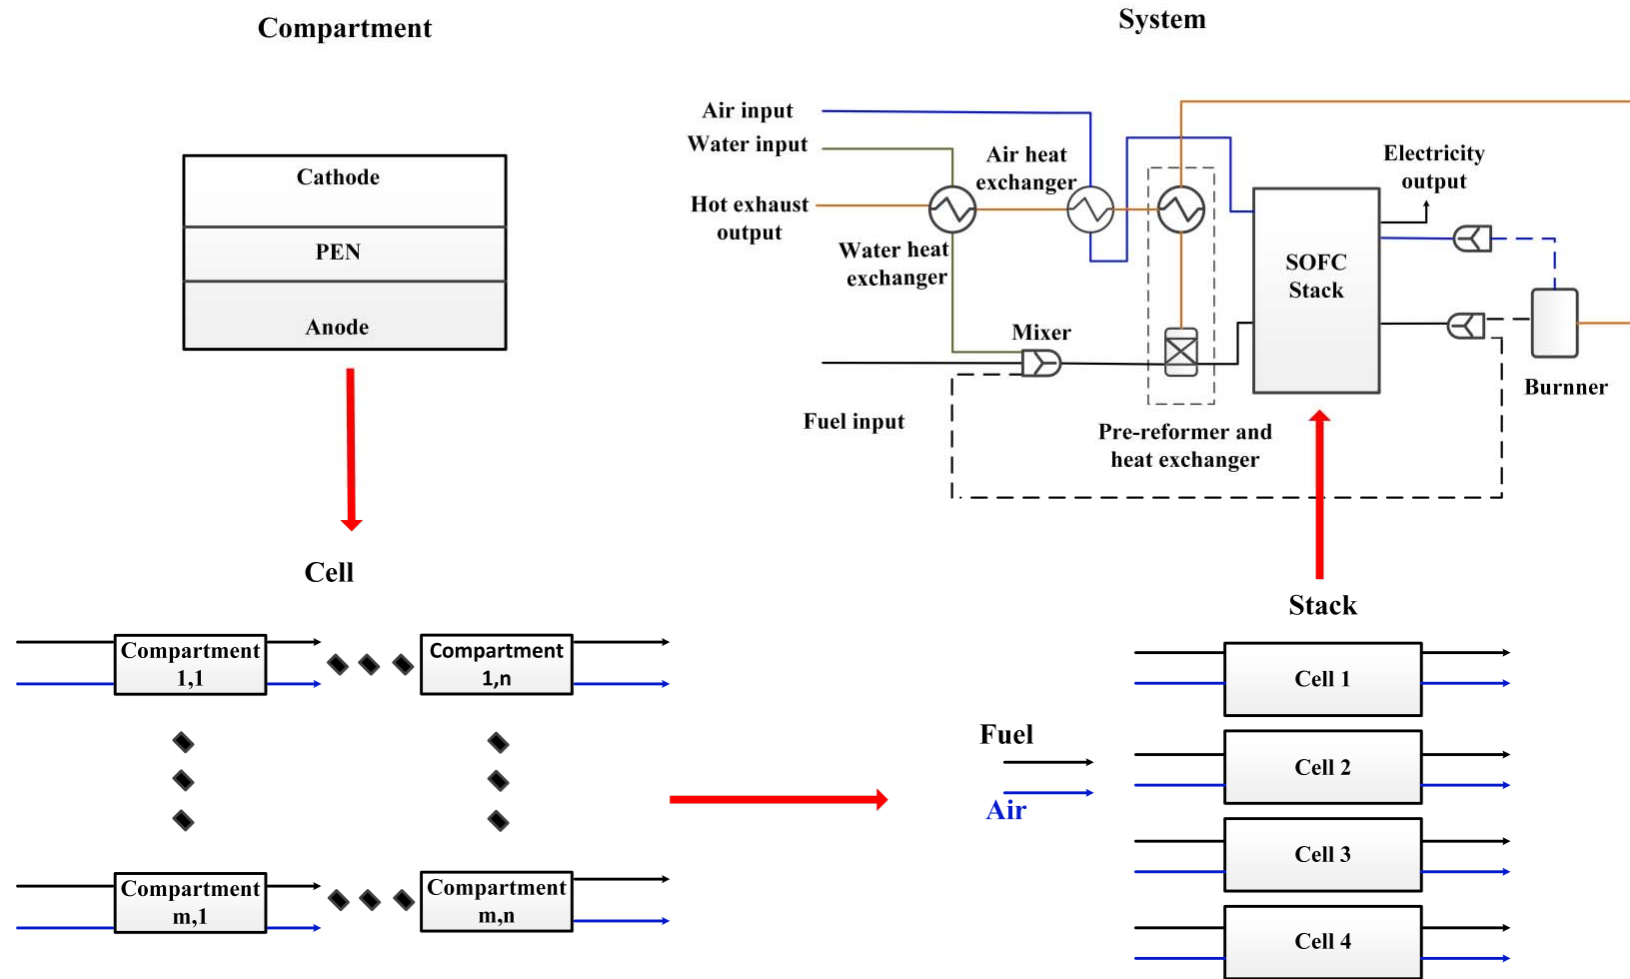 Compartment
Cathode
PEN
Anode
System
Air input
Water input
Hot exhaust
output
Air heat
exchanger
Water heat
exchanger
Mixer
Fuel input
Pre-reformer and
heat exchanger
SOFC
Stack
Electricity
output
Burnner
Cell
Compartment
1,1
Compartment
1,n
Compartment
m,1
Compartment
m,n
Stack
Fuel
Air
Cell 1
Cell 2
Cell 3
Cell 4